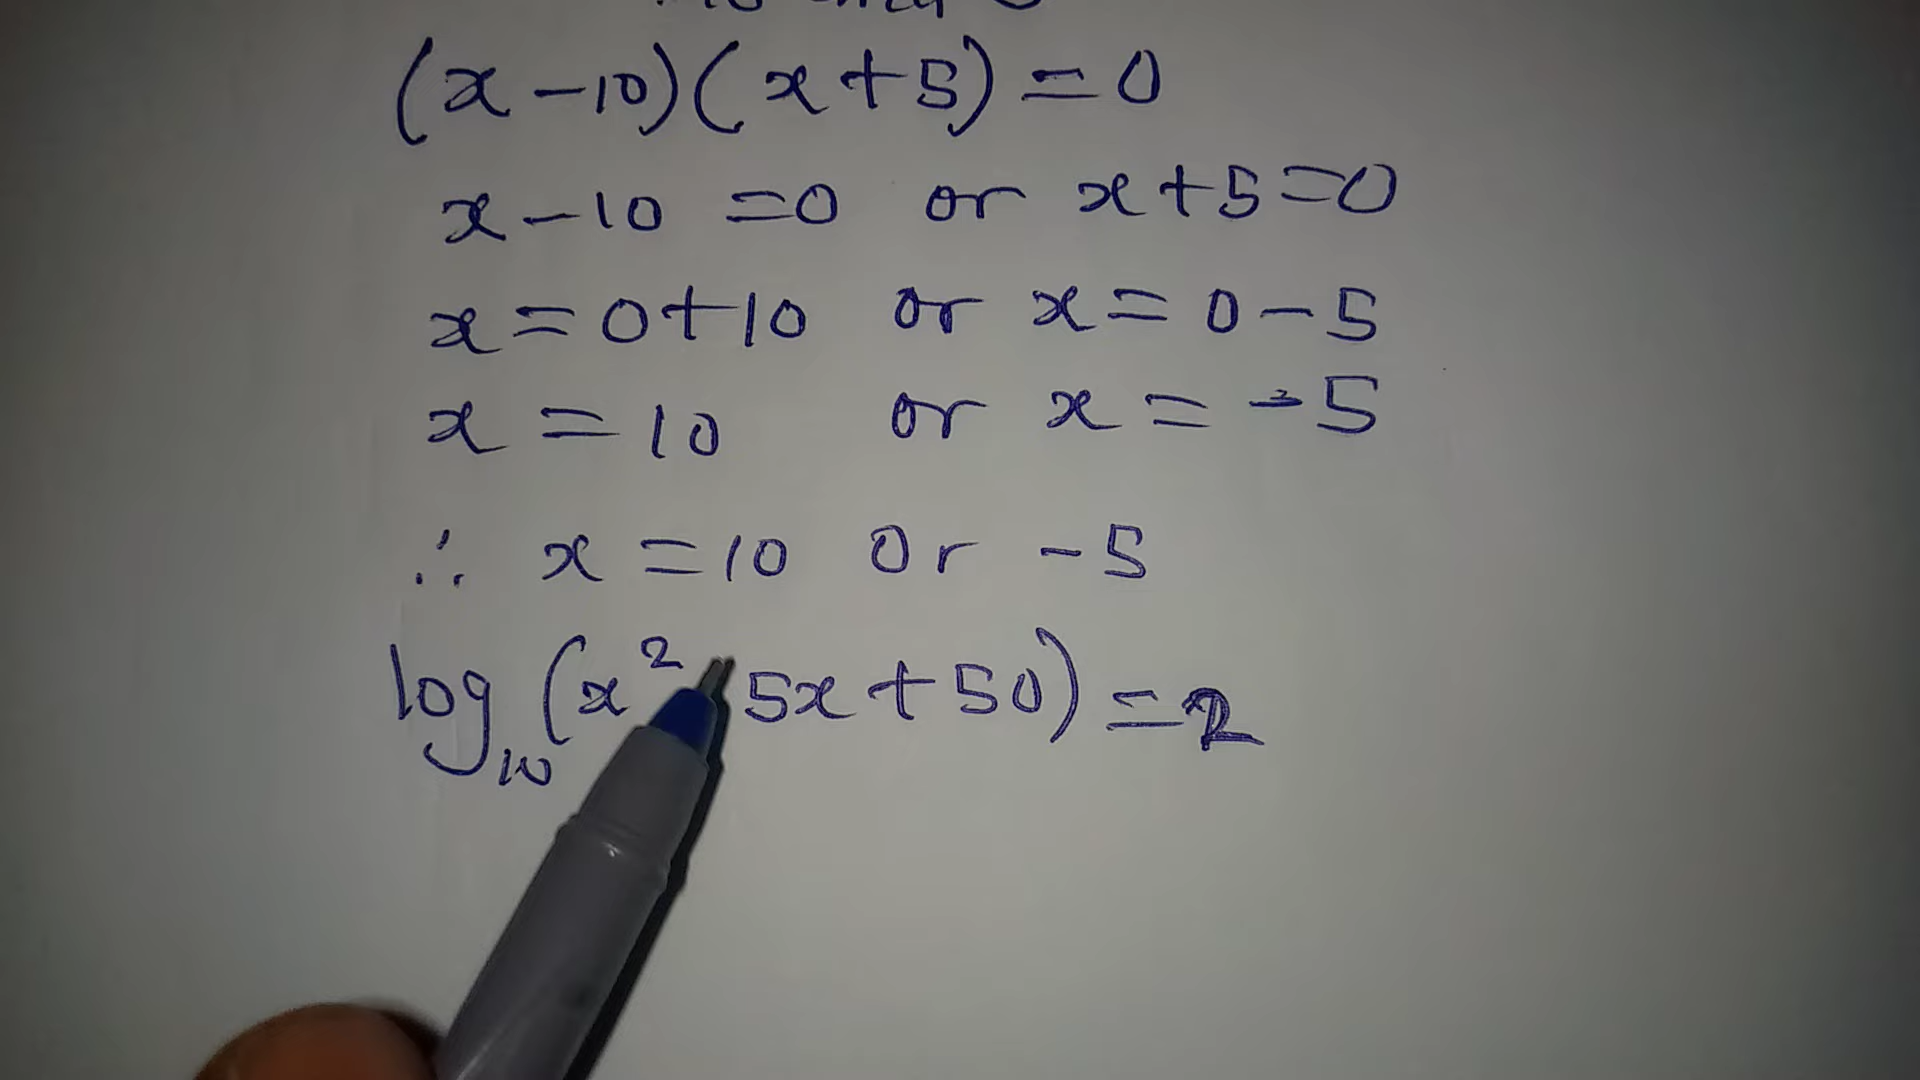 (x-10)(x+5)=0
x-10 =0 or x+5=0
x=0+10 or x=0-5
x=10 or x=-5
∴ x=10 Or -5
log₁₀(x² 5x+50)=2